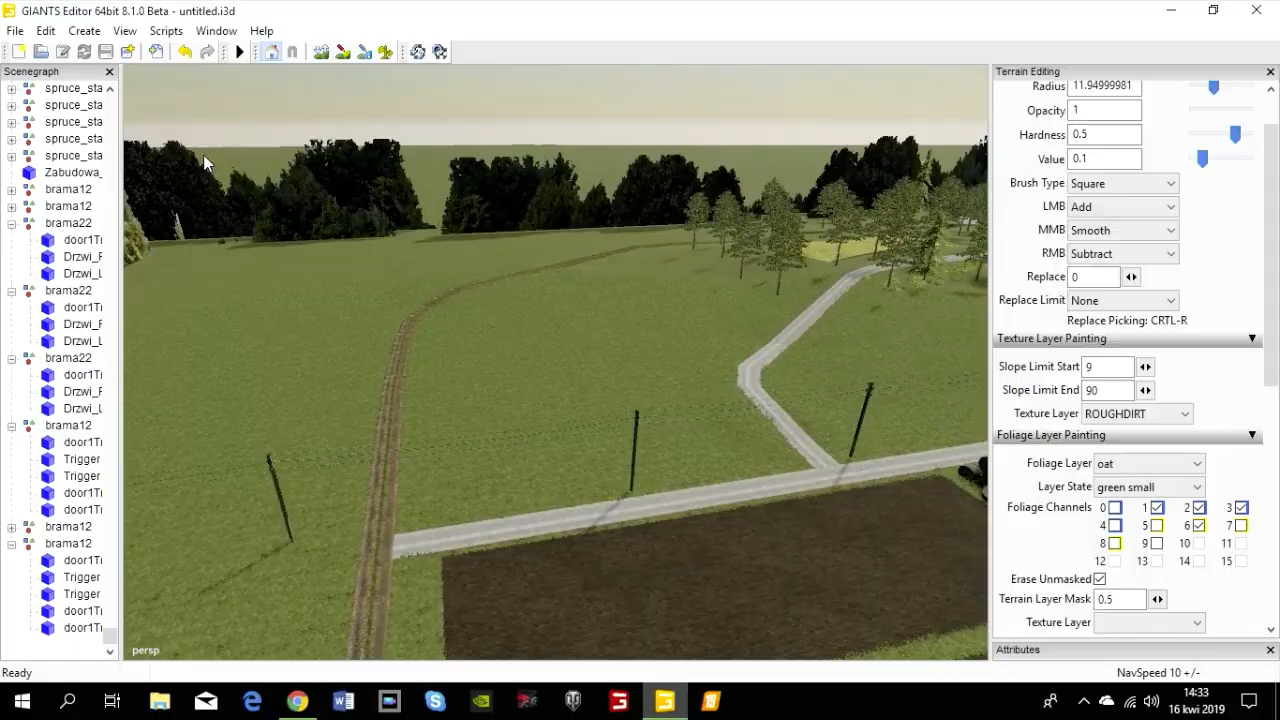 GIANTS Editor 64bit 8.1.0 Beta - untitled.i3d
File Edit Create View Scripts Window Help
Scenegraph
spruce_sta
spruce_sta
spruce_sta
spruce_sta
spruce_sta
Zabudowa_
brama12
brama12
brama22
door1Tr
Drzwi_F
Drzwi_L
brama22
door1Tr
Drzwi_F
Drzwi_L
brama22
door1Tr
Drzwi_F
Drzwi_L
brama12
door1Tr
Trigger
Trigger
door1Tr
door1Tr
brama12
brama12
door1Tr
Trigger
Trigger
door1Tr
door1Tr
persp
Terrain Editing
Radius 11.94999981
Opacity 1
Hardness 0.5
Value 0.1
Brush Type Square
LMB Add
MMB Smooth
RMB Subtract
Replace 0
Replace Limit None
Replace Picking: CRTL-R
Texture Layer Painting
Slope Limit Start 9
Slope Limit End 90
Texture Layer ROUGHDIRT
Foliage Layer Painting
Foliage Layer oat
Layer State green small
Foliage Channels 0 1 2 3
4 5 6 7
8 9 10 11
12 13 14 15
Erase Unmasked
Terrain Layer Mask 0.5
Texture Layer
Attributes
Ready
NavSpeed 10 +/-
14:33
16 kwi 2019